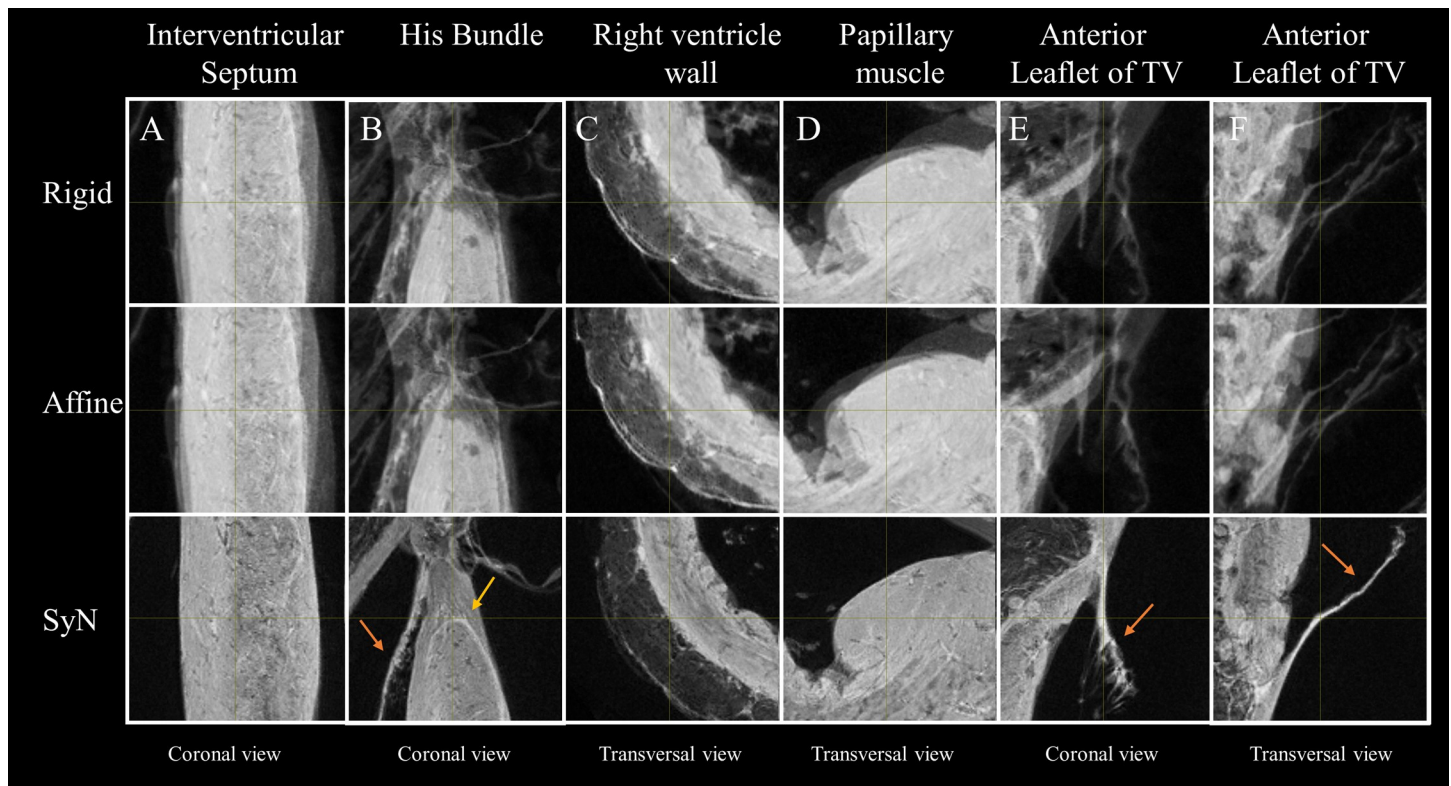 Interventricular
Septum
His Bundle
Right ventricle
wall
Papillary
muscle
Anterior
Leaflet of TV
Anterior
Leaflet of TV
A
B
C
D
E
F
Rigid
Affine
SyN
Coronal view
Coronal view
Transversal view
Transversal view
Coronal view
Transversal view